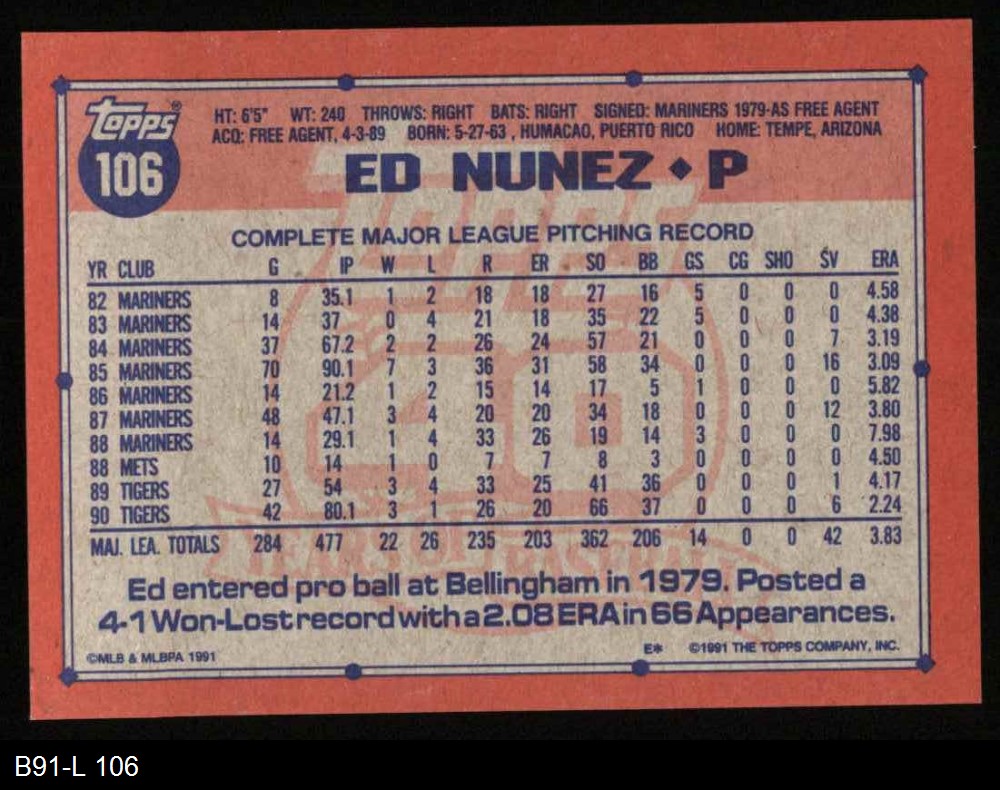 Topps®
106
HT: 6'5" WT: 240 THROWS: RIGHT BATS: RIGHT SIGNED: MARINERS 1979-AS FREE AGENT
ACQ: FREE AGENT, 4-3-89 BORN: 5-27-63 , HUMACAO, PUERTO RICO HOME: TEMPE, ARIZONA
ED NUNEZ ◆ P
COMPLETE MAJOR LEAGUE PITCHING RECORD
YR CLUB G IP W L R ER SO BB GS CG SHO SV ERA
82 MARINERS 8 35.1 1 2 18 18 27 16 5 0 0 0 4.58
83 MARINERS 14 37 0 4 21 18 35 22 5 0 0 0 4.38
84 MARINERS 37 67.2 2 2 26 24 57 21 0 0 0 7 3.19
85 MARINERS 70 90.1 7 3 36 31 58 34 0 0 0 16 3.09
86 MARINERS 14 21.2 1 2 15 14 17 5 1 0 0 0 5.82
87 MARINERS 48 47.1 3 4 20 20 34 18 0 0 0 12 3.80
88 MARINERS 14 29.1 1 4 33 26 19 14 3 0 0 0 7.98
88 METS 10 14 1 0 7 7 8 3 0 0 0 0 4.50
89 TIGERS 27 54 3 4 33 25 41 36 0 0 0 1 4.17
90 TIGERS 42 80.1 3 1 26 20 66 37 0 0 0 6 2.24
MAJ. LEA. TOTALS 284 477 22 26 235 203 362 206 14 0 0 42 3.83
Ed entered pro ball at Bellingham in 1979. Posted a
4-1 Won-Lost record with a 2.08 ERA in 66 Appearances.
©MLB & MLBPA 1991 E* ©1991 THE TOPPS COMPANY, INC.
TOPPS
40
YEARS OF BASEBALL
B91-L 106